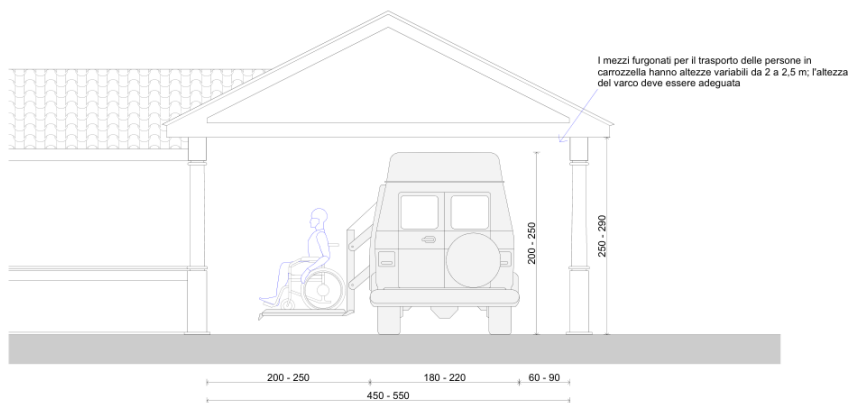 I mezzi furgonati per il trasporto delle persone in
carrozzella hanno altezze variabili da 2 a 2,5 m; l'altezza
del varco deve essere adeguata
200 - 250
250 - 290
200 - 250
180 - 220
60 - 90
450 - 550